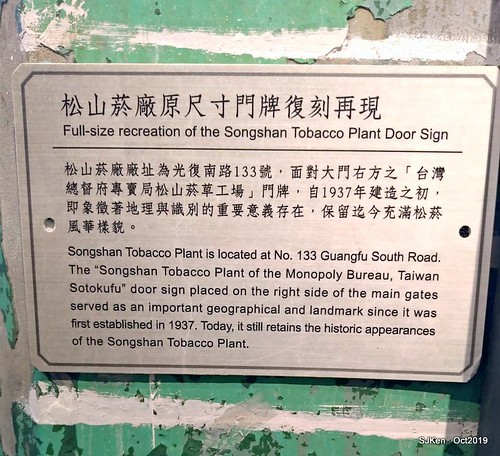 松山菸廠原尺寸門牌復刻再現
Full-size recreation of the Songshan Tobacco Plant Door Sign
松山菸廠廠址為光復南路133號，面對大門右方之「台灣
總督府專賣局松山菸草工場」門牌，自1937年建造之初，
即象徵著地理與識別的重要意義存在，保留迄今充滿松菸
風華樣貌。
Songshan Tobacco Plant is located at No. 133 Guangfu South Road.
The “Songshan Tobacco Plant of the Monopoly Bureau, Taiwan
Sotokufu” door sign placed on the right side of the main gates
served as an important geographical and landmark since it was
first established in 1937. Today, it still retains the historic appearances
of the Songshan Tobacco Plant.
SJKen Oct2019